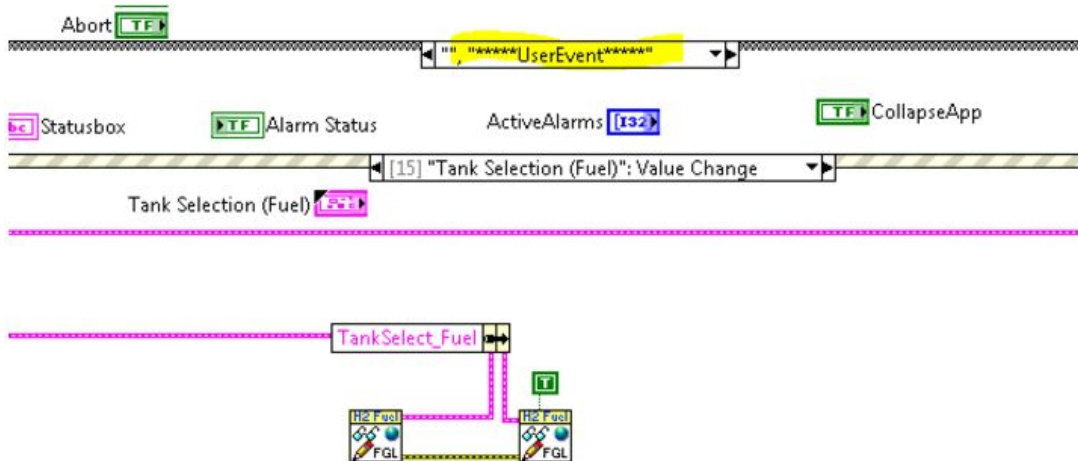 Abort TF
"", "*****UserEvent*****"
abc Statusbox
TF Alarm Status
ActiveAlarms [I32]
TF CollapseApp
[15] "Tank Selection (Fuel)": Value Change
Tank Selection (Fuel)
TankSelect_Fuel
T
H2 Fuel
H2 Fuel
FGL
FGL